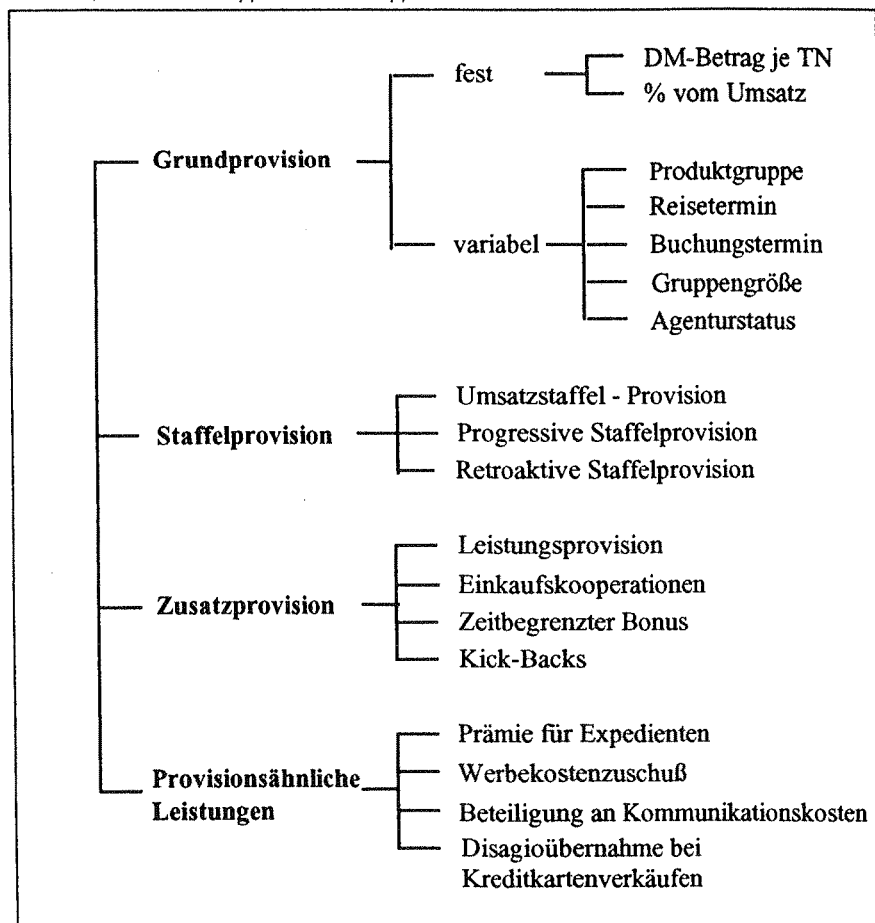 DM-Betrag je TN
fest
% vom Umsatz
Grundprovision
Produktgruppe
Reisetermin
variabel
Buchungstermin
Gruppengröße
Agenturstatus
Umsatzstaffel - Provision
Staffelprovision
Progressive Staffelprovision
Retroaktive Staffelprovision
Leistungsprovision
Einkaufskooperationen
Zusatzprovision
Zeitbegrenzter Bonus
Kick-Backs
Prämie für Expedienten
Provisionsähnliche
Leistungen
Werbekostenzuschuß
Beteiligung an Kommunikationskosten
Disagioübernahme bei
Kreditkartenverkäufen